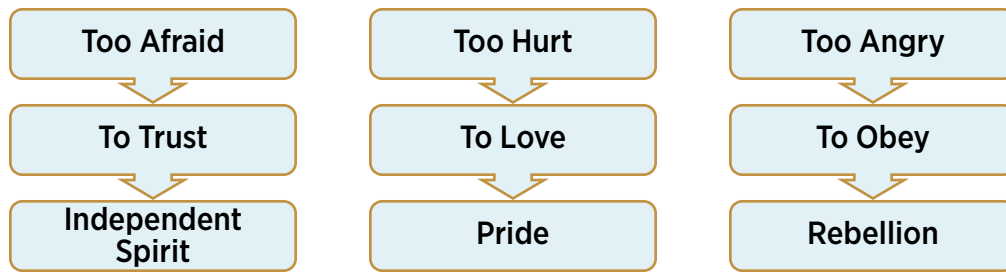 Too Afraid
To Trust
Independent
Spirit
Too Hurt
To Love
Pride
Too Angry
To Obey
Rebellion